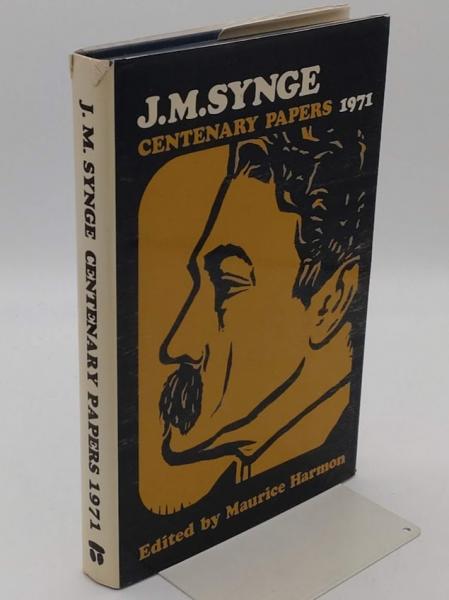 J.M.SYNGE
CENTENARY PAPERS 1971
Edited by Maurice Harmon
J. M. SYNGE CENTENARY PAPERS 1971